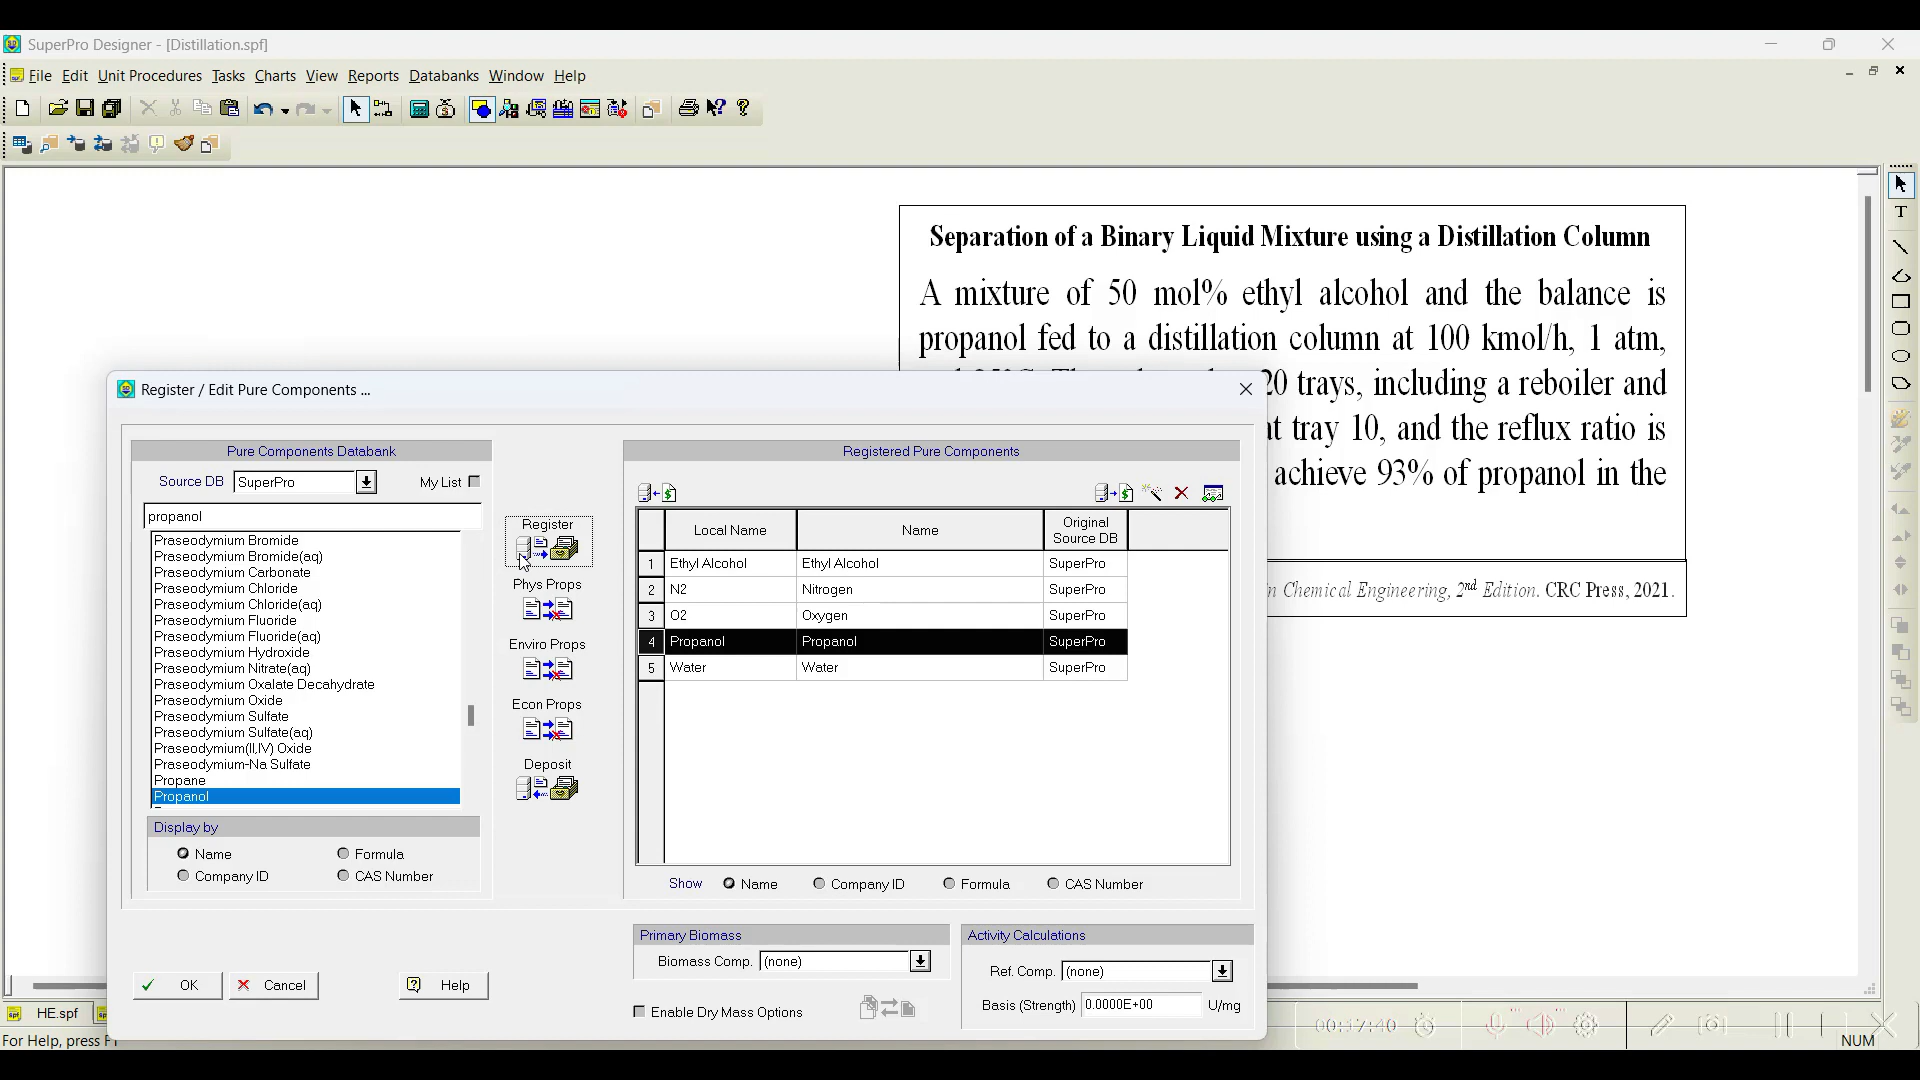 SuperPro Designer - [Distillation.spf]
File Edit Unit Procedures Tasks Charts View Reports Databanks Window Help
Separation of a Binary Liquid Mixture using a Distillation Column
A mixture of 50 mol% ethyl alcohol and the balance is
propanol fed to a distillation column at 100 kmol/h, 1 atm,
20 trays, including a reboiler and
at tray 10, and the reflux ratio is
achieve 93% of propanol in the
n Chemical Engineering, 2nd Edition. CRC Press, 2021.
Register / Edit Pure Components ...
Pure Components Databank
Source DB SuperPro My List
propanol
Praseodymium Bromide
Praseodymium Bromide(aq)
Praseodymium Carbonate
Praseodymium Chloride
Praseodymium Chloride(aq)
Praseodymium Fluoride
Praseodymium Fluoride(aq)
Praseodymium Hydroxide
Praseodymium Nitrate(aq)
Praseodymium Oxalate Decahydrate
Praseodymium Oxide
Praseodymium Sulfate
Praseodymium Sulfate(aq)
Praseodymium(II,IV) Oxide
Praseodymium-Na Sulfate
Propane
Propanol
Display by
Name Formula
Company ID CAS Number
Register
Phys Props
Enviro Props
Econ Props
Deposit
Registered Pure Components
Local Name Name Original Source DB
1 Ethyl Alcohol Ethyl Alcohol SuperPro
2 N2 Nitrogen SuperPro
3 O2 Oxygen SuperPro
4 Propanol Propanol SuperPro
5 Water Water SuperPro
Show Name Company ID Formula CAS Number
Primary Biomass
Biomass Comp. (none)
Enable Dry Mass Options
Activity Calculations
Ref. Comp. (none)
Basis (Strength) 0.0000E+00 U/mg
OK Cancel Help
HE.spf
00:17:40
For Help, press F1
NUM